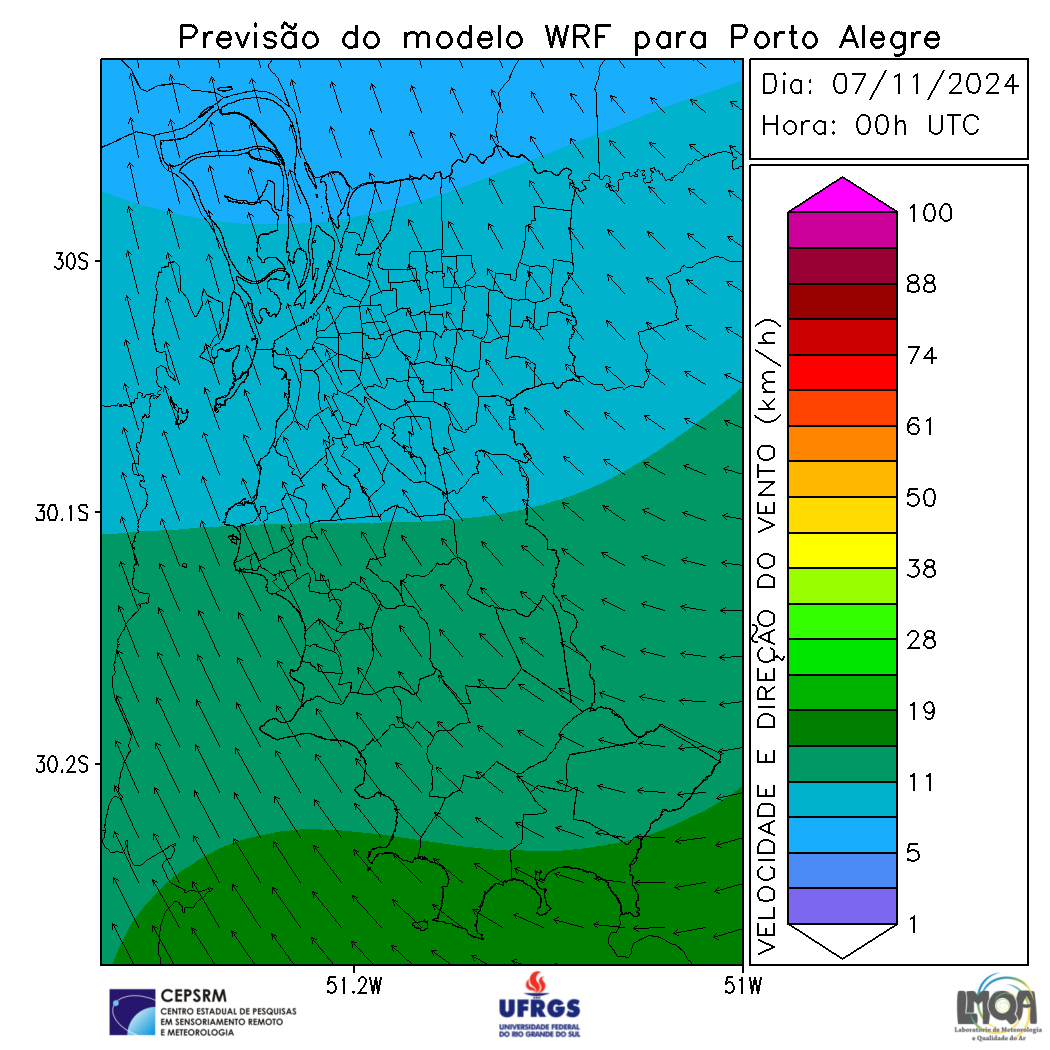 Previsão do modelo WRF para Porto Alegre
Dia: 07/11/2024
Hora: 00h UTC
30S
30.1S
30.2S
51.2W
51W
VELOCIDADE E DIREÇÃO DO VENTO (km/h)
100
88
74
61
50
38
28
19
11
5
1
CEPSRM
CENTRO ESTADUAL DE PESQUISAS
EM SENSORIAMENTO REMOTO
E METEOROLOGIA
UFRGS
UNIVERSIDADE FEDERAL
DO RIO GRANDE DO SUL
LMQA
Laboratório de Meteorologia
e Qualidade do Ar